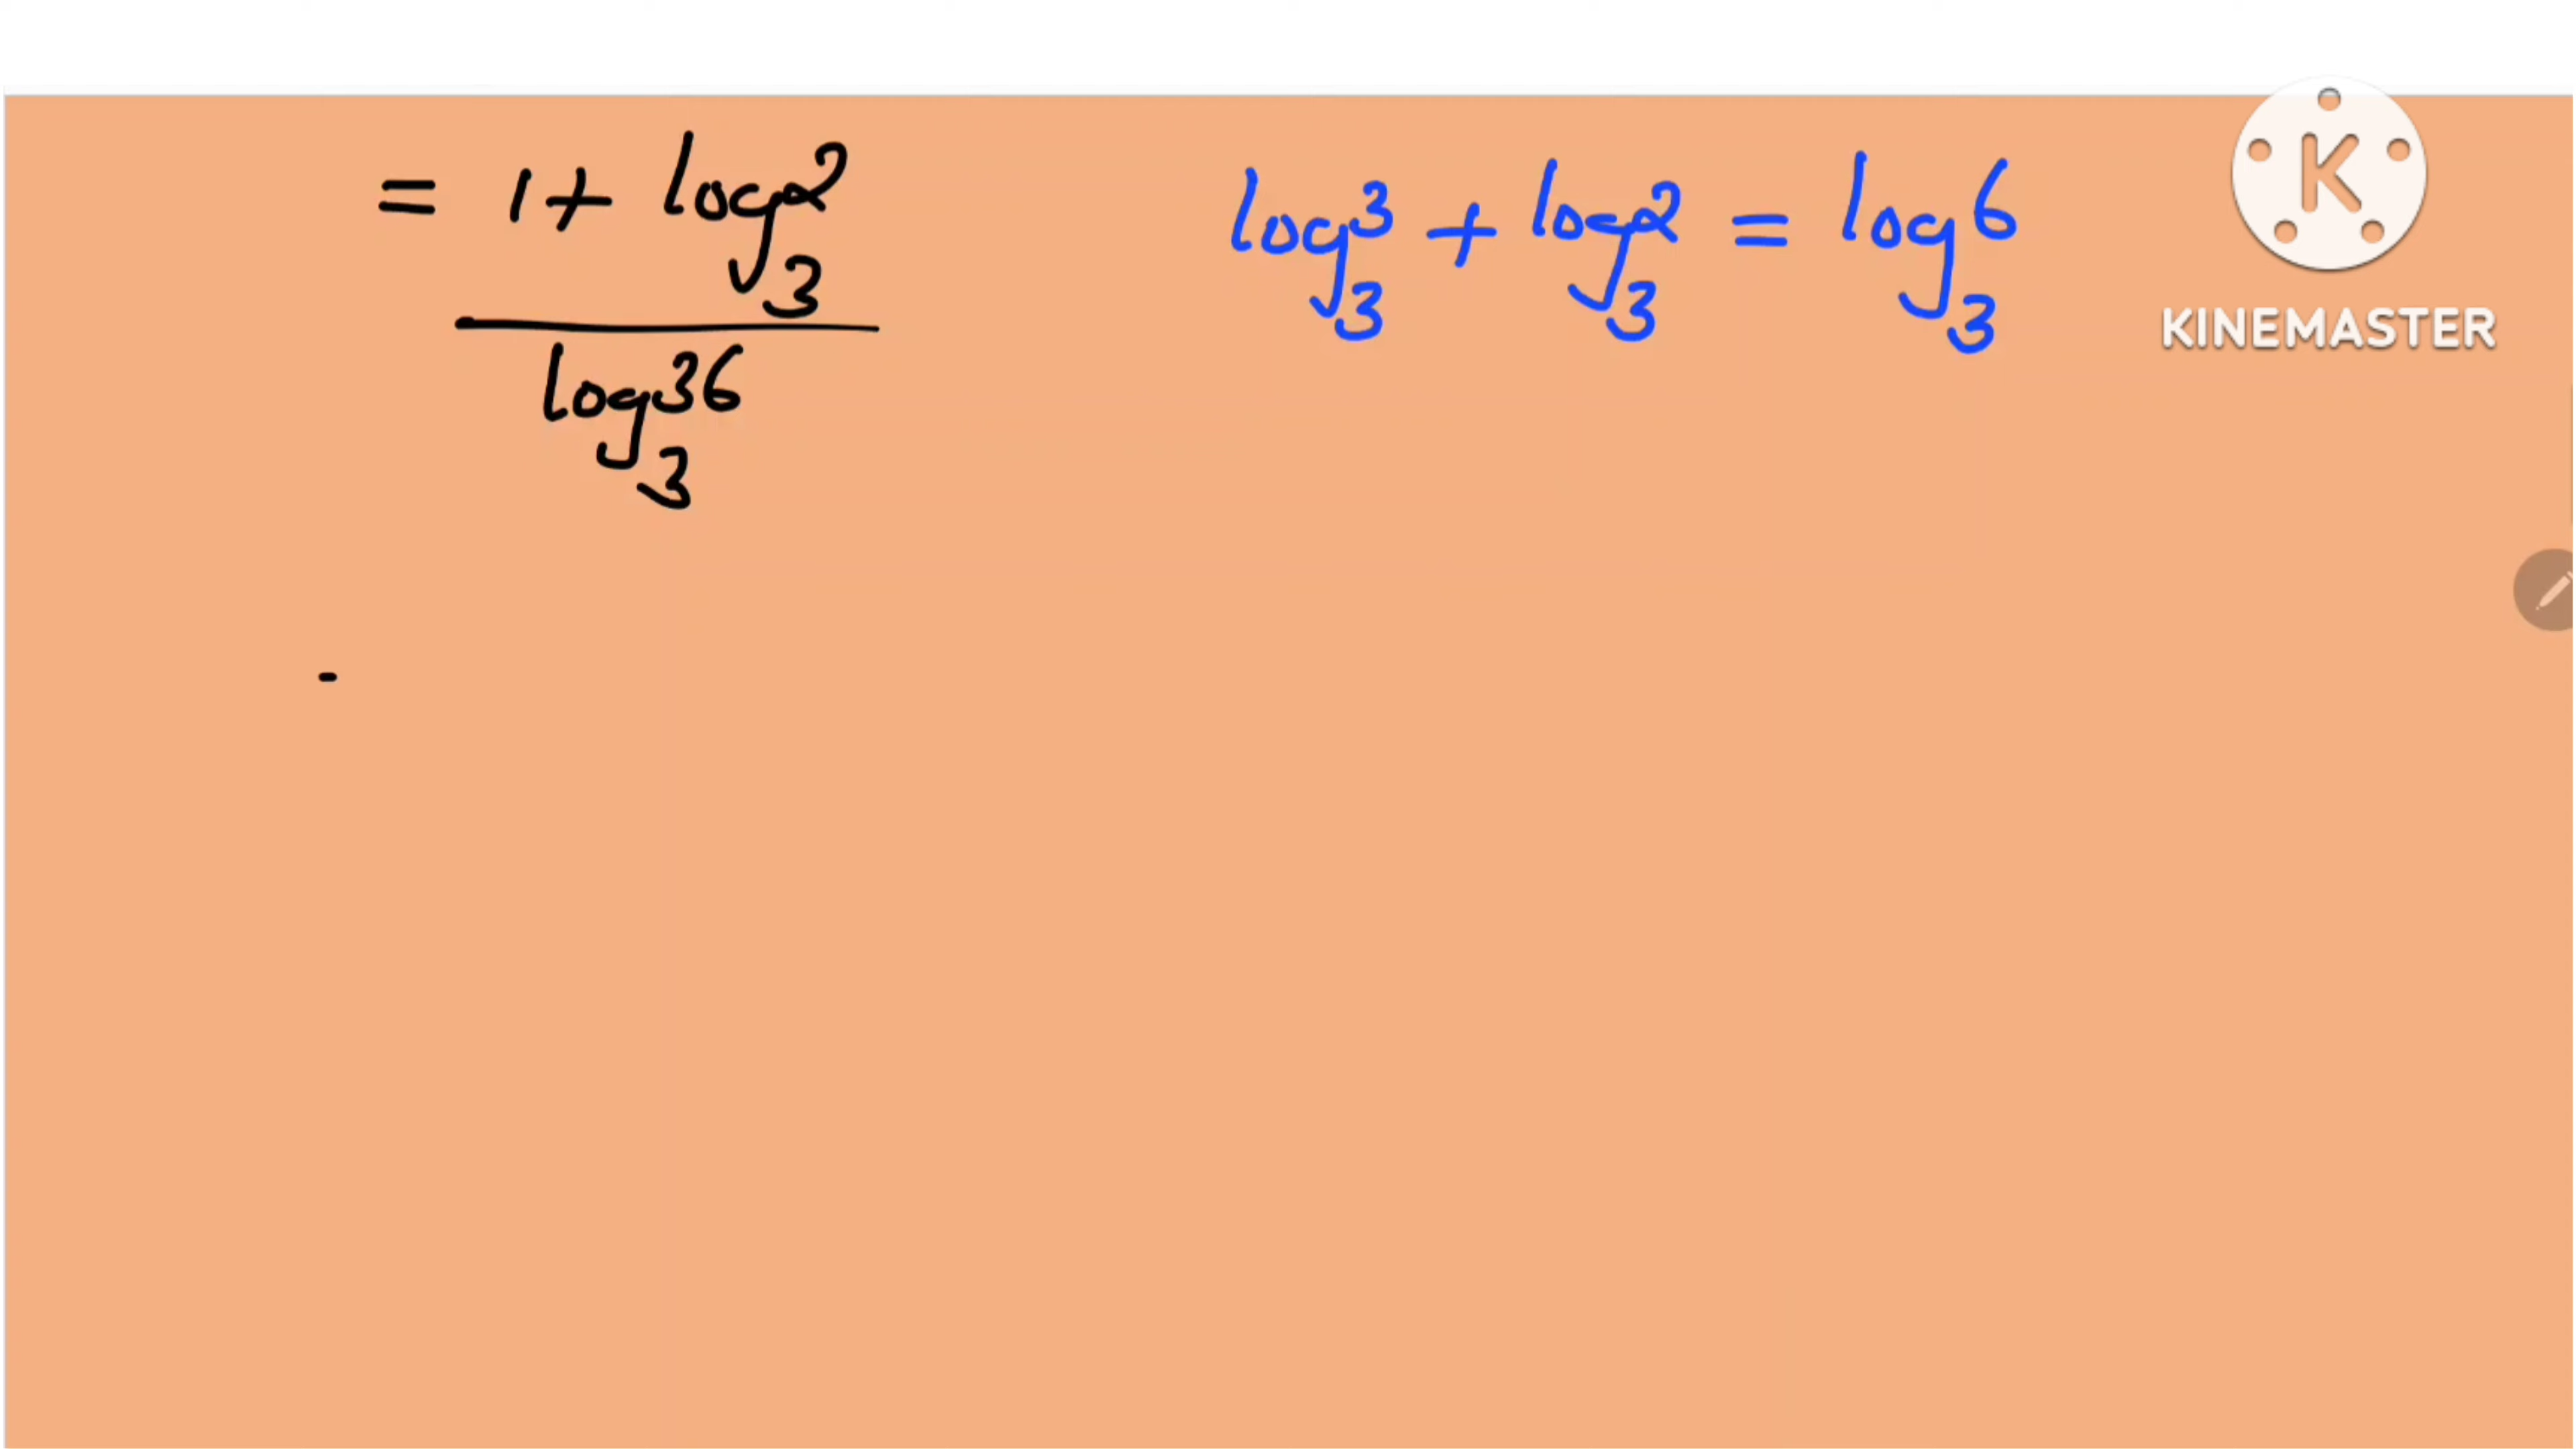 = 1 + log₃2
log₃36
log₃3 + log₃2 = log₃6
K
KINEMASTER